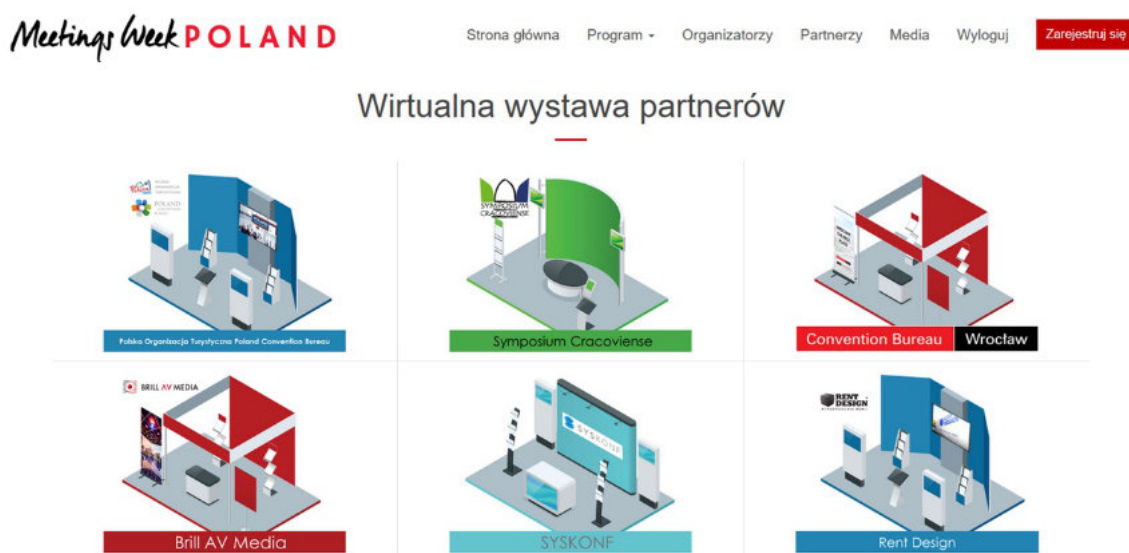 Meetings Week POLAND
Strona główna Program Organizatorzy Partnerzy Media Wyloguj Zarejestruj się
Wirtualna wystawa partnerów
POLAND
SYMPOSIUM
CRACOVIENSE
Polska Organizacja Turystyczna Poland Convention Bureau
Symposium Cracoviense
Convention Bureau Wrocław
BRILL AV MEDIA
SYSKONF
RENT
DESIGN
Brill AV Media
SYSKONF
Rent Design